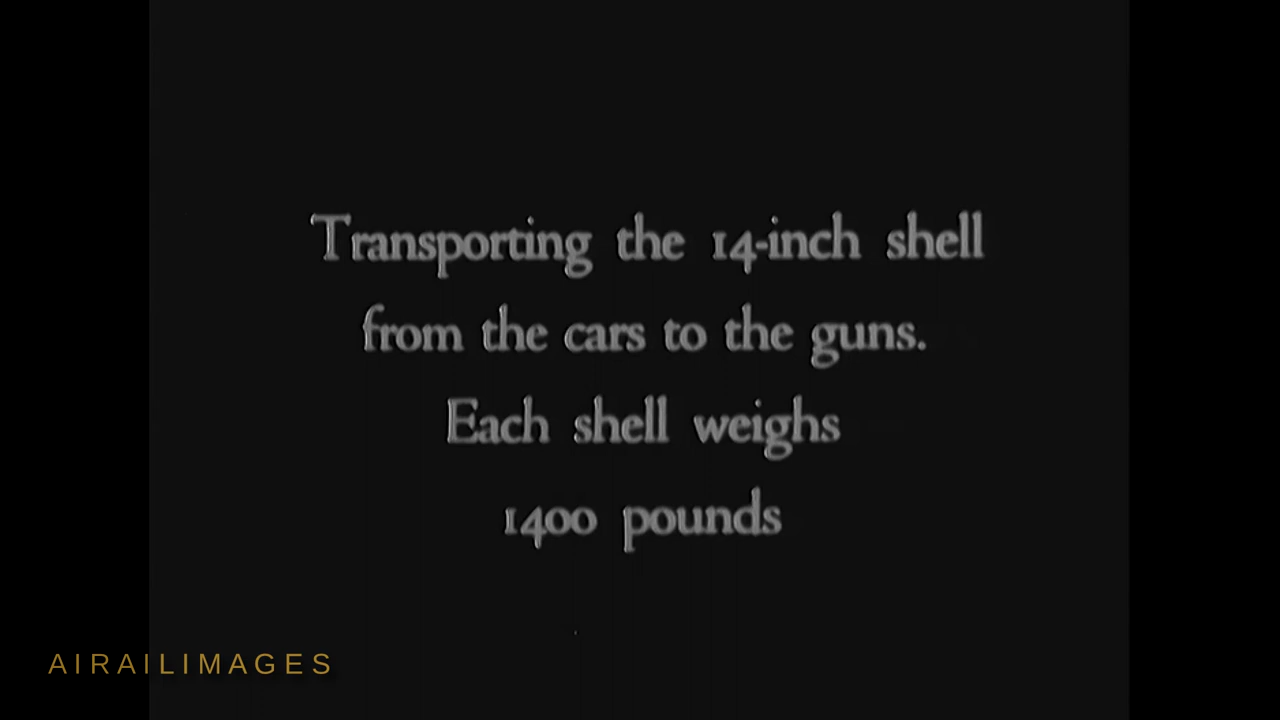 Transporting the 14-inch shell
from the cars to the guns.
Each shell weighs
1400 pounds
AIRAILIMAGES